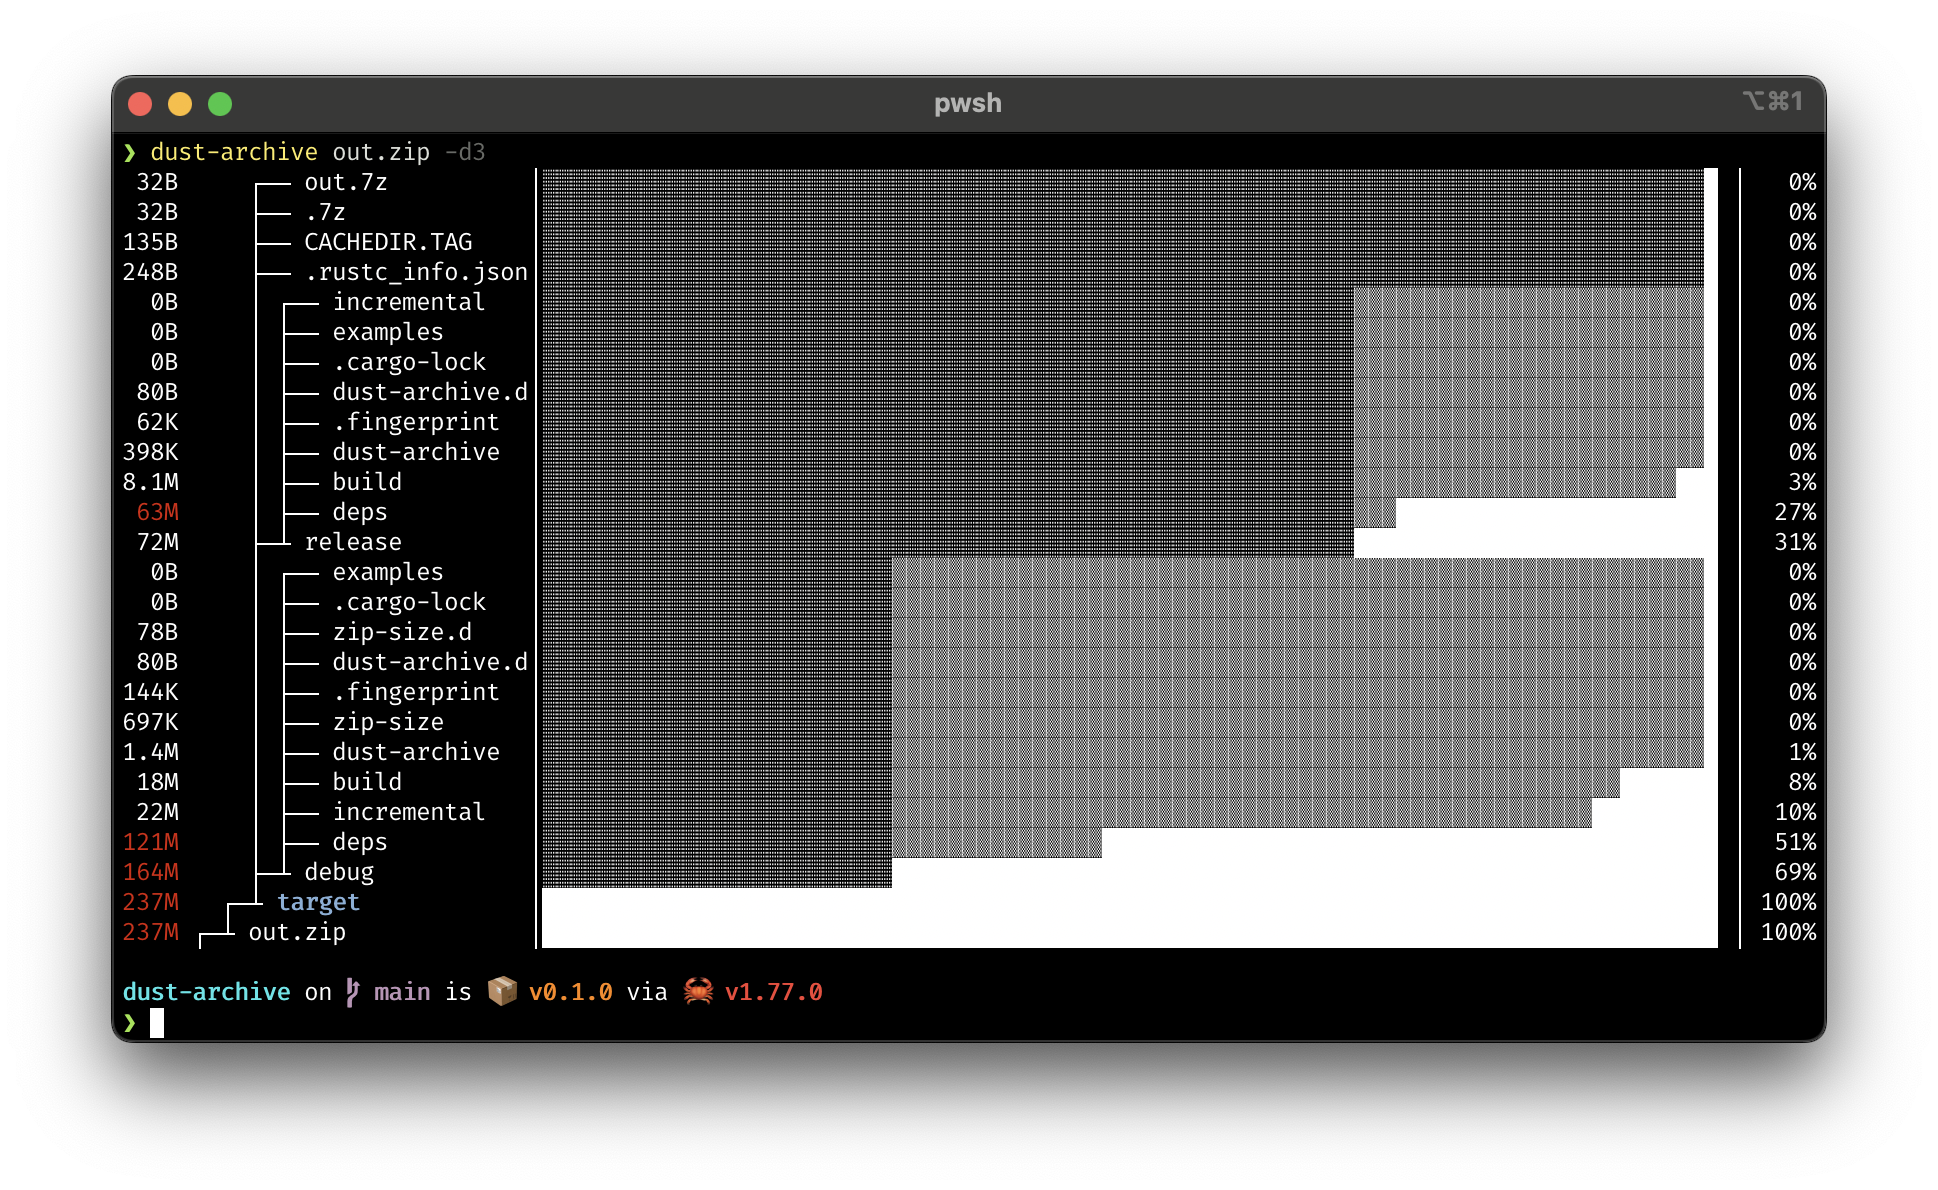 pwsh ⌥⌘1
❯ dust-archive out.zip -d3
32B ┌── out.7z 0%
32B ├── .7z 0%
135B ├── CACHEDIR.TAG 0%
248B ├── .rustc_info.json 0%
0B │ ┌── incremental 0%
0B │ ├── examples 0%
0B │ ├── .cargo-lock 0%
80B │ ├── dust-archive.d 0%
62K │ ├── .fingerprint 0%
398K │ ├── dust-archive 0%
8.1M │ ├── build 3%
63M │ ├── deps 27%
72M ├─┴ release 31%
0B │ ┌── examples 0%
0B │ ├── .cargo-lock 0%
78B │ ├── zip-size.d 0%
80B │ ├── dust-archive.d 0%
144K │ ├── .fingerprint 0%
697K │ ├── zip-size 0%
1.4M │ ├── dust-archive 1%
18M │ ├── build 8%
22M │ ├── incremental 10%
121M │ ├── deps 51%
164M ├─┴ debug 69%
237M ┌─┴ target 100%
237M ┌─┴ out.zip 100%
dust-archive on main is 📦 v0.1.0 via 🦀 v1.77.0
❯